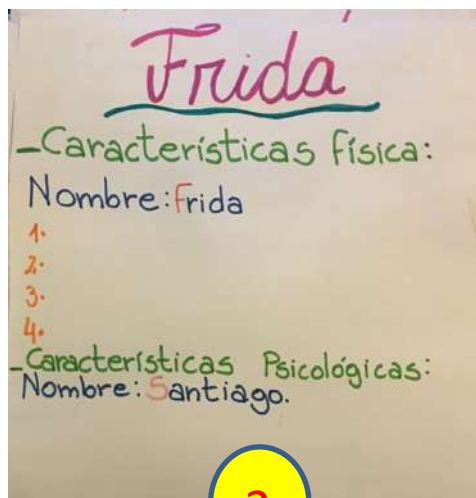 Frida
-Características física:
Nombre: Frida
1.
2.
3.
4.
-Características Psicológicas:
Nombre: Santiago.